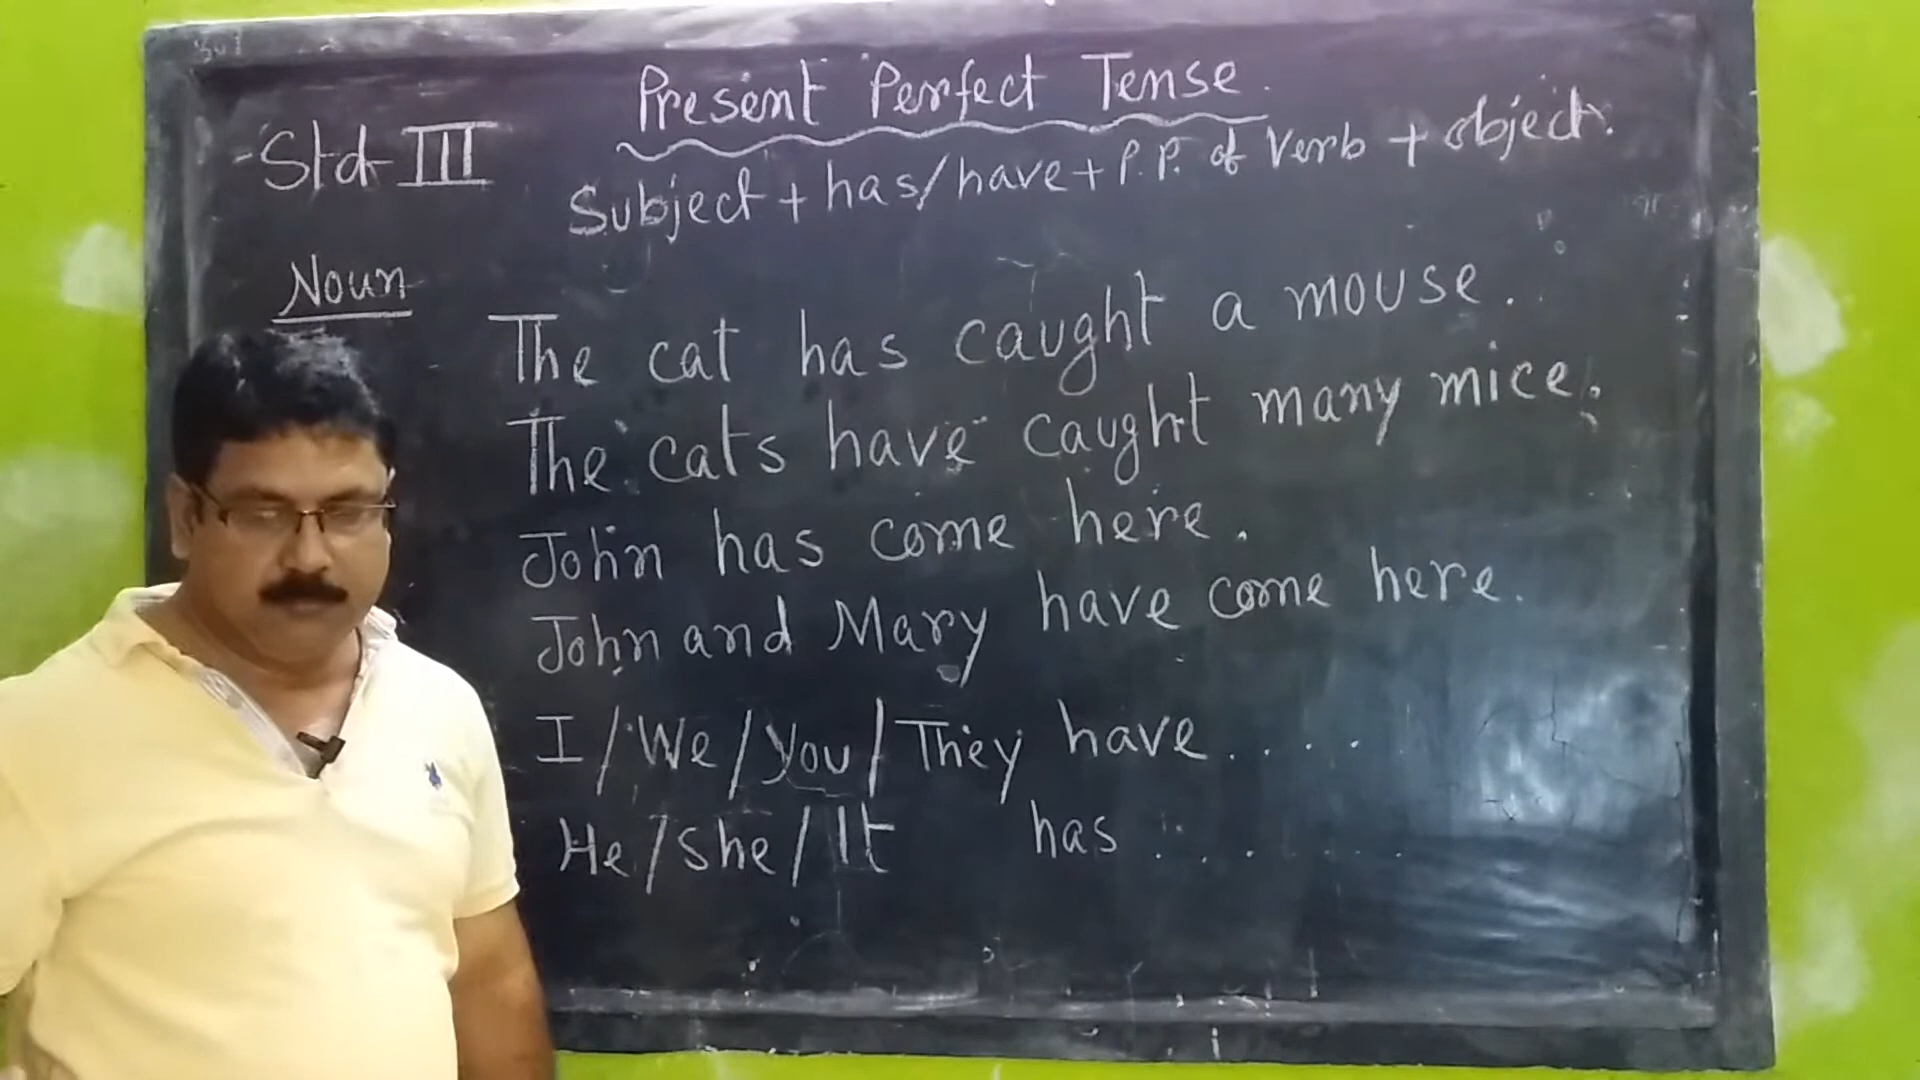 Present Perfect Tense.
Std III
Subject + has/have + P.P. of Verb + object.
Noun
The cat has caught a mouse.
The cats have caught many mice.
John has come here.
John and Mary have come here.
I/We/You/They have....
He/She/It has.......